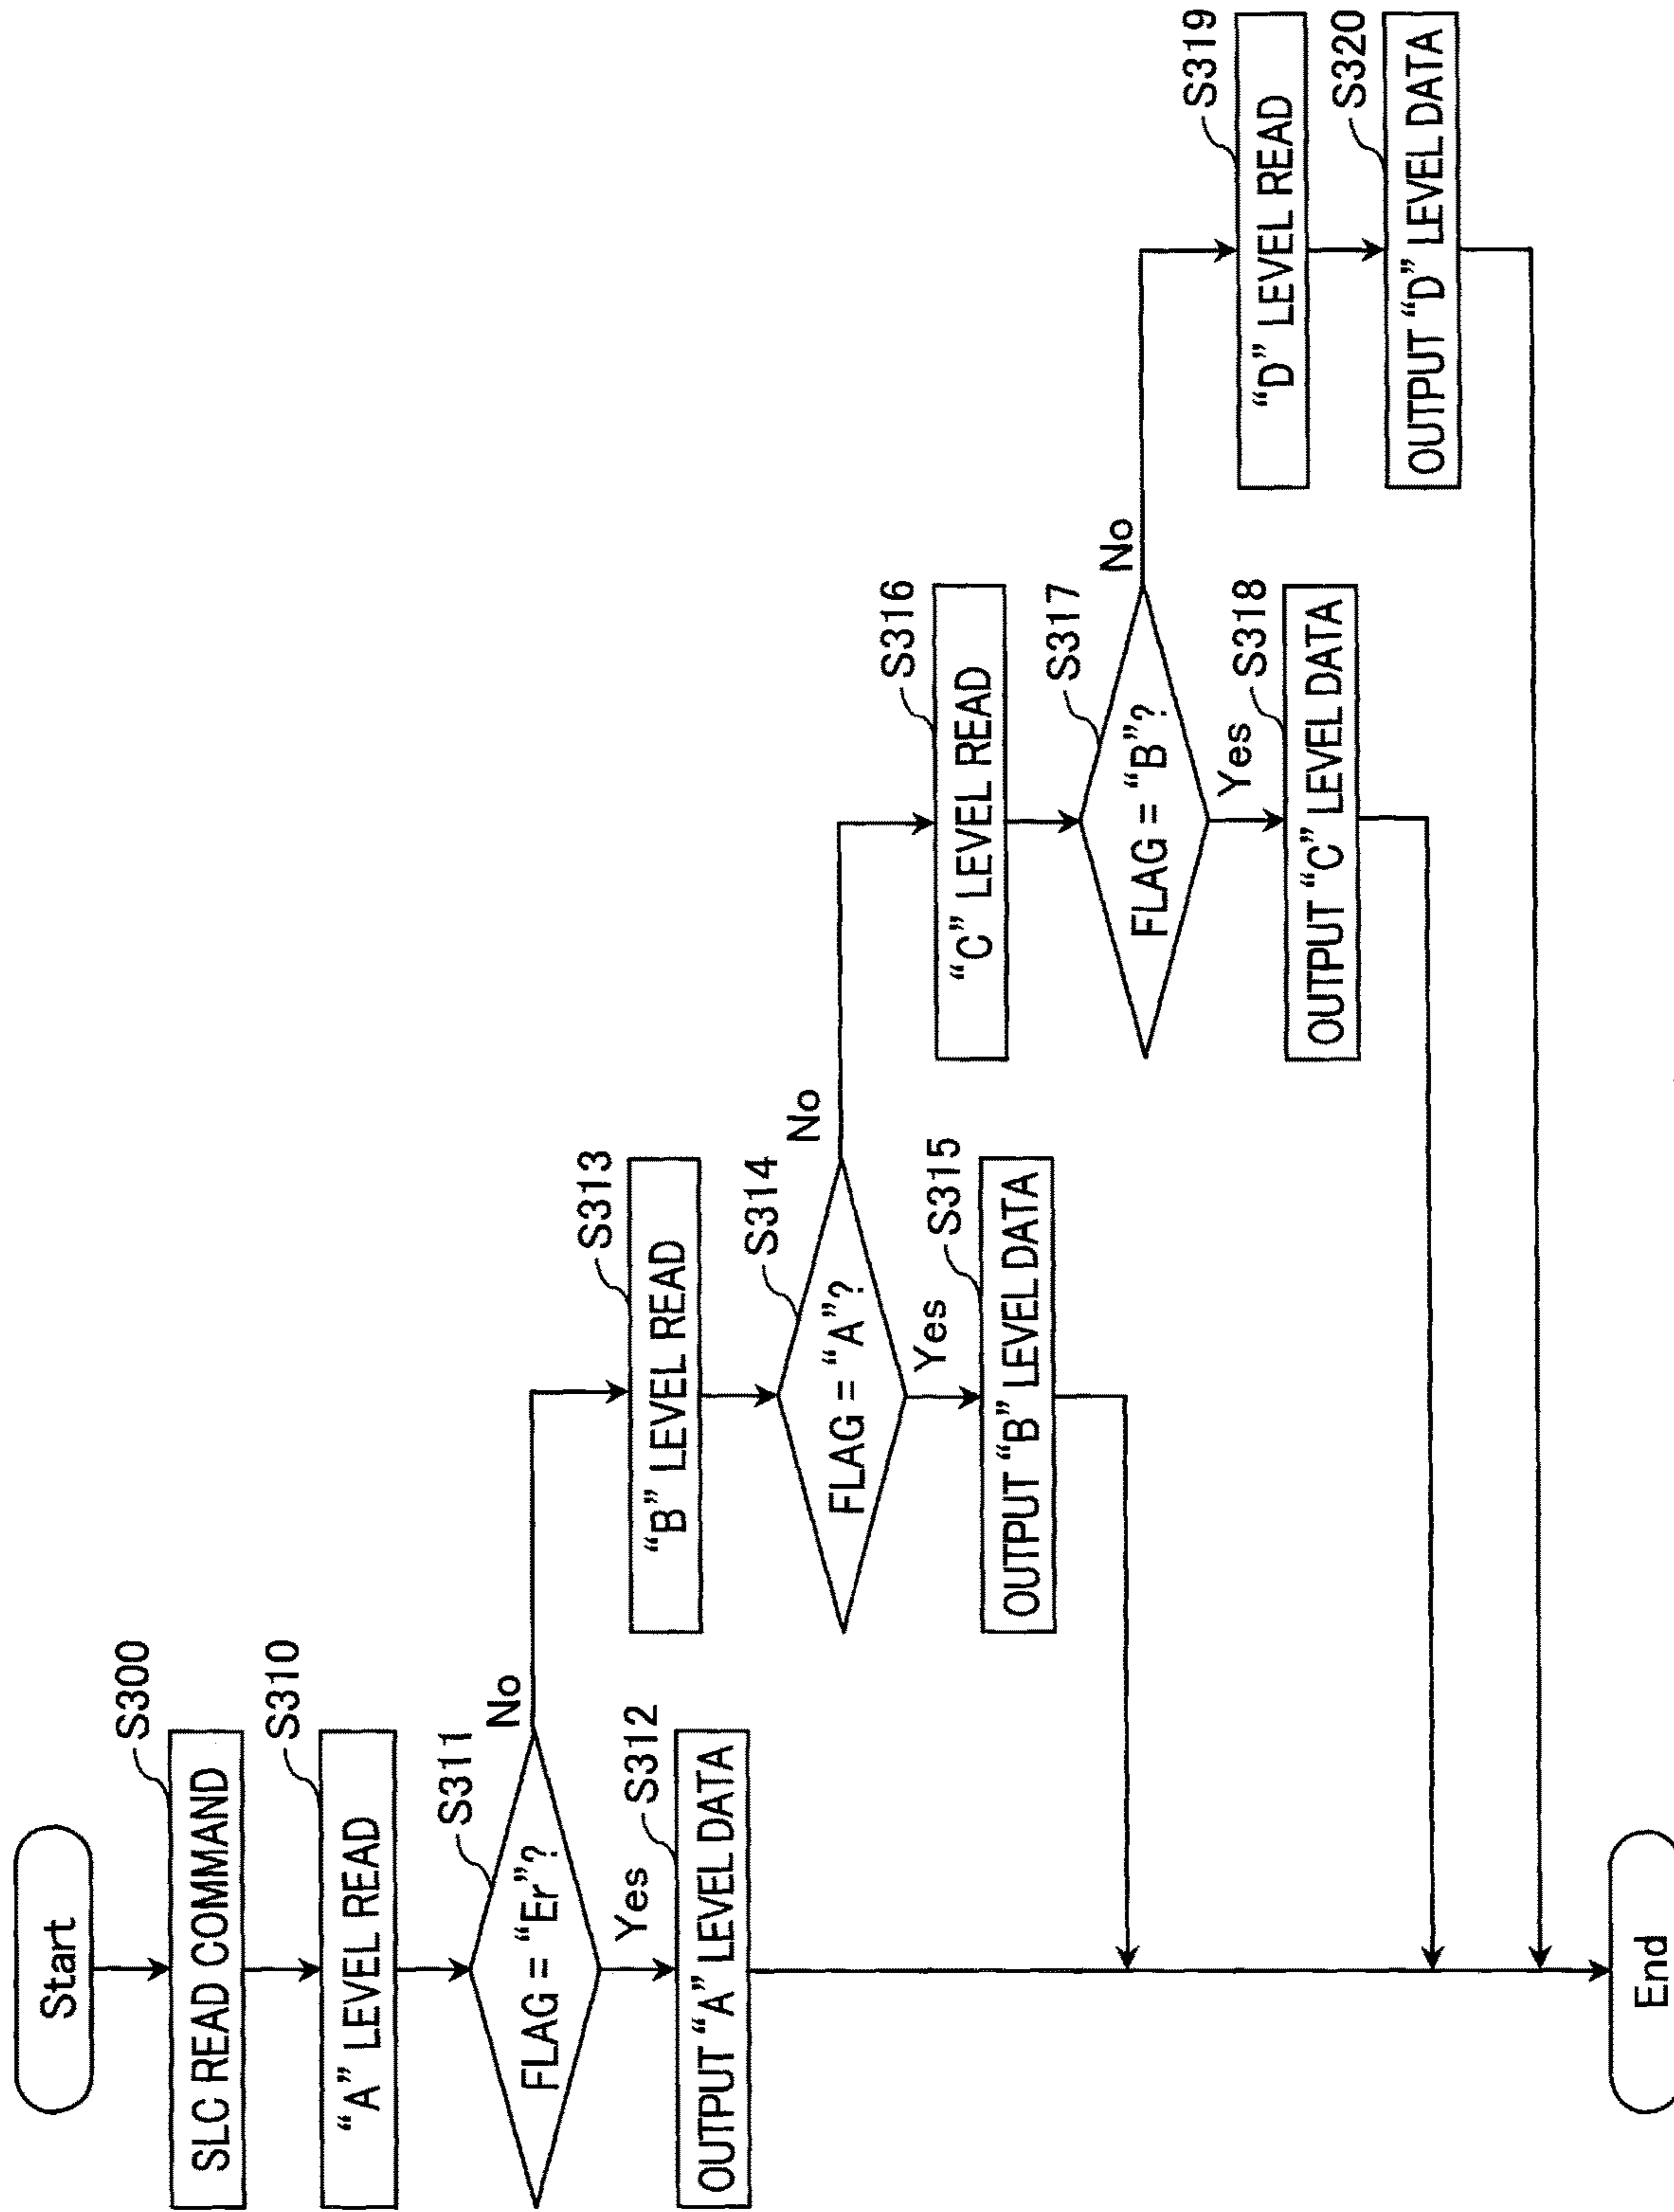 Start
S300
SLC READ COMMAND
S310
“A” LEVEL READ
S311
FLAG = “Er”?
No
Yes
S312
OUTPUT “A” LEVEL DATA
S313
“B” LEVEL READ
S314
FLAG = “A”?
No
Yes
S315
OUTPUT “B” LEVEL DATA
S316
“C” LEVEL READ
S317
FLAG = “B”?
No
Yes
S318
OUTPUT “C” LEVEL DATA
S319
“D” LEVEL READ
S320
OUTPUT “D” LEVEL DATA
End